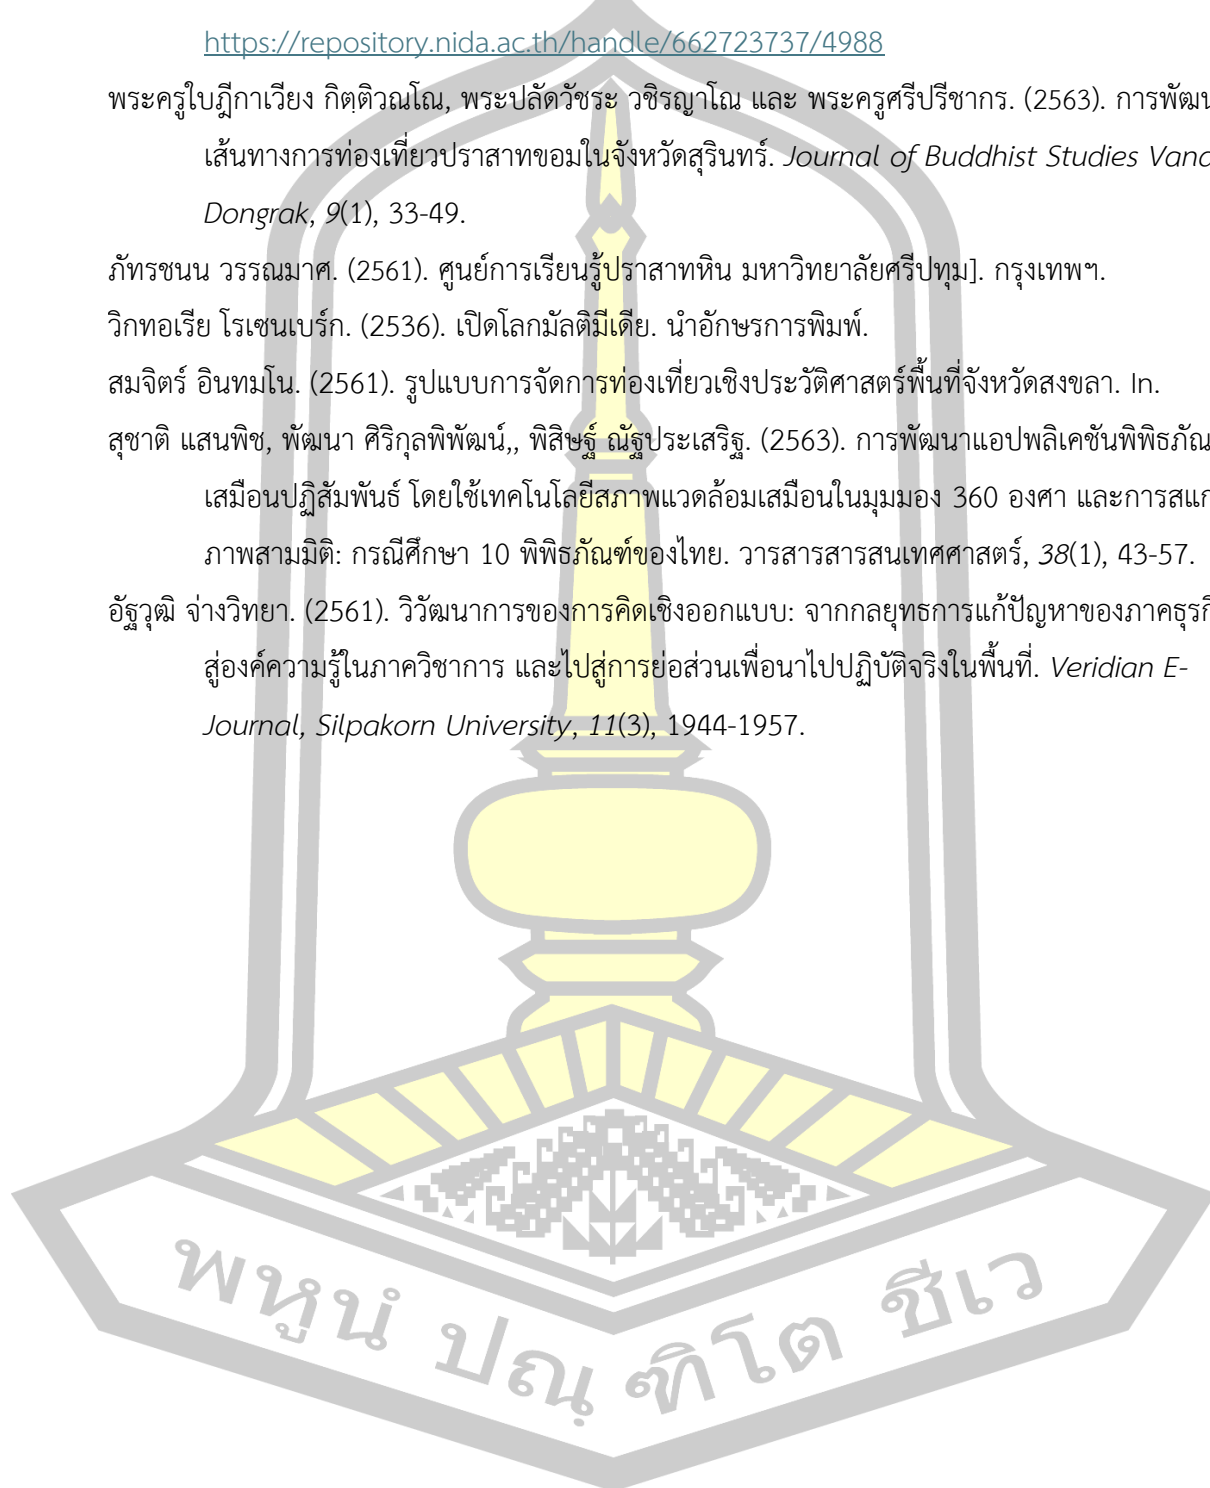 https://repository.nida.ac.th/handle/662723737/4988
พระครูใบฎีกาเวียง กิตฺติวณโณ, พระปลัดวัชระ วชิรญาโณ และ พระครูศรีปรีชากร. (2563). การพัฒน
เส้นทางการท่องเที่ยวปราสาทขอมในจังหวัดสุรินทร์. Journal of Buddhist Studies Vana
Dongrak, 9(1), 33-49.
ภัทรชนน วรรณมาศ. (2561). ศูนย์การเรียนรู้ปราสาทหิน มหาวิทยาลัยศรีปทุม]. กรุงเทพฯ.
วิกทอเรีย โรเซนเบร์ก. (2536). เปิดโลกมัลติมีเดีย. นำอักษรการพิมพ์.
สมจิตร์ อินทมโน. (2561). รูปแบบการจัดการท่องเที่ยวเชิงประวัติศาสตร์พื้นที่จังหวัดสงขลา. In.
สุชาติ แสนพิช, พัฒนา ศิริกุลพิพัฒน์,, พิสิษฐ์ ณัฐประเสริฐ. (2563). การพัฒนาแอปพลิเคชันพิพิธภัณ
เสมือนปฏิสัมพันธ์ โดยใช้เทคโนโลยีสภาพแวดล้อมเสมือนในมุมมอง 360 องศา และการสแก
ภาพสามมิติ: กรณีศึกษา 10 พิพิธภัณฑ์ของไทย. วารสารสารสนเทศศาสตร์, 38(1), 43-57.
อัฐวุฒิ จ่างวิทยา. (2561). วิวัฒนาการของการคิดเชิงออกแบบ: จากกลยุทธการแก้ปัญหาของภาคธุรกิ
สู่องค์ความรู้ในภาควิชาการ และไปสู่การย่อส่วนเพื่อนาไปปฏิบัติจริงในพื้นที่. Veridian E-
Journal, Silpakorn University, 11(3), 1944-1957.
พหูนํ ปณฺฑิโต ชีเว